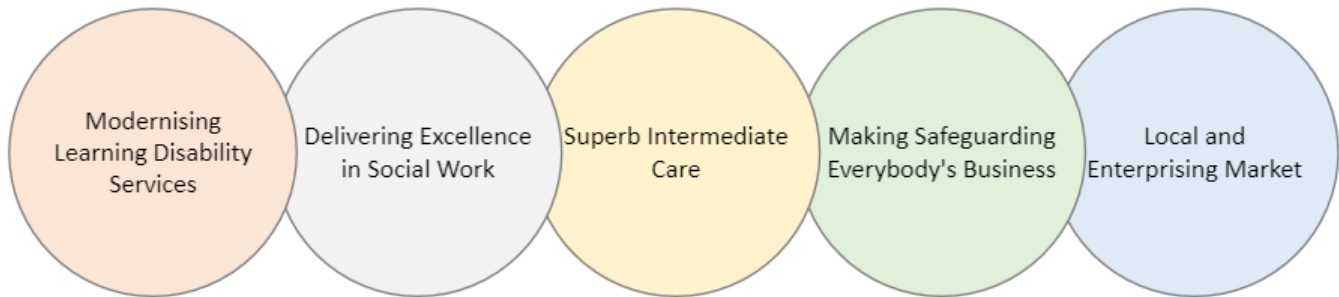 Modernising
Learning Disability
Services
Delivering Excellence
in Social Work
Superb Intermediate
Care
Making Safeguarding
Everybody's Business
Local and
Enterprising Market